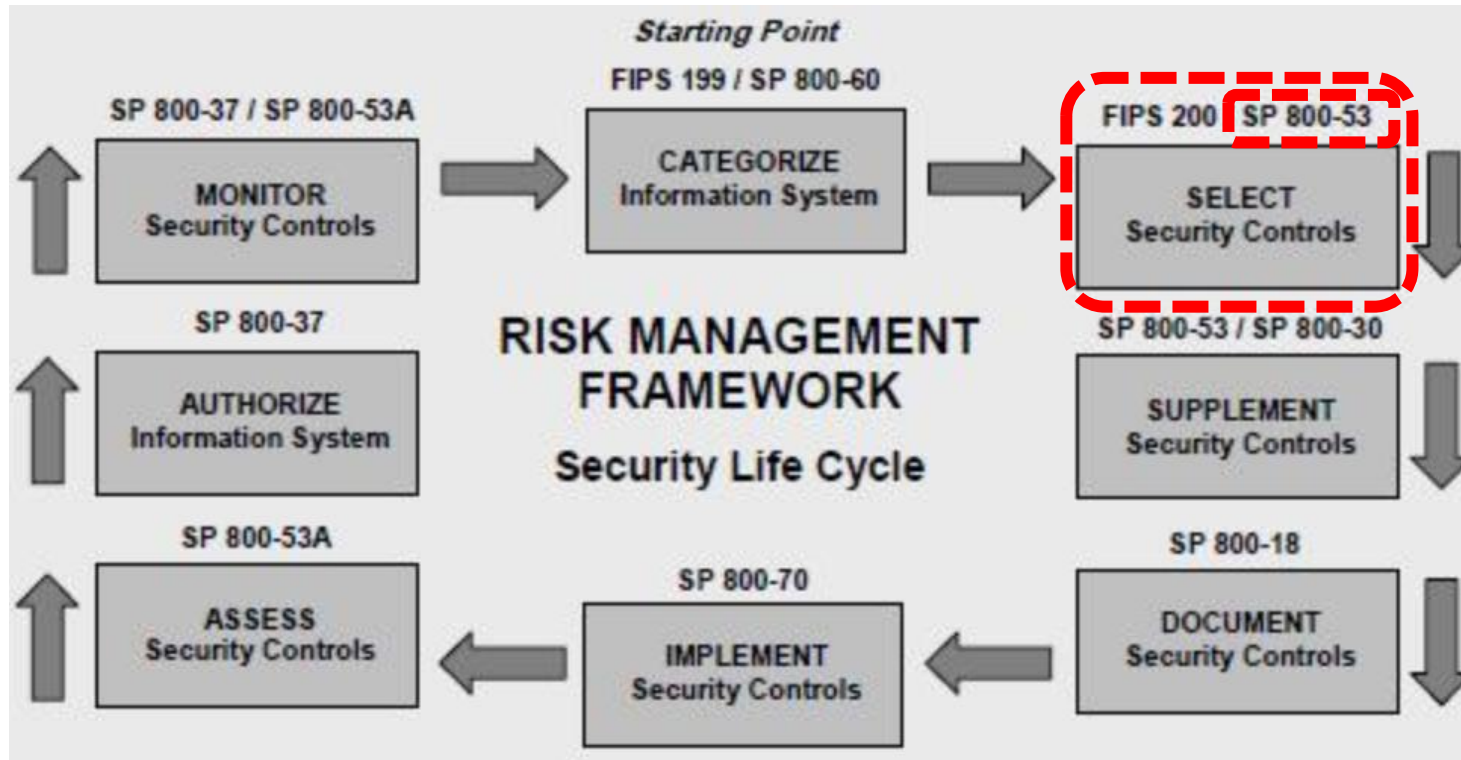 Starting Point
FIPS 199 / SP 800-60
CATEGORIZE
Information System
FIPS 200 SP 800-53
SELECT
Security Controls
SP 800-53 / SP 800-30
SUPPLEMENT
Security Controls
SP 800-18
DOCUMENT
Security Controls
SP 800-70
IMPLEMENT
Security Controls
SP 800-53A
ASSESS
Security Controls
SP 800-37
AUTHORIZE
Information System
SP 800-37 / SP 800-53A
MONITOR
Security Controls
RISK MANAGEMENT
FRAMEWORK
Security Life Cycle